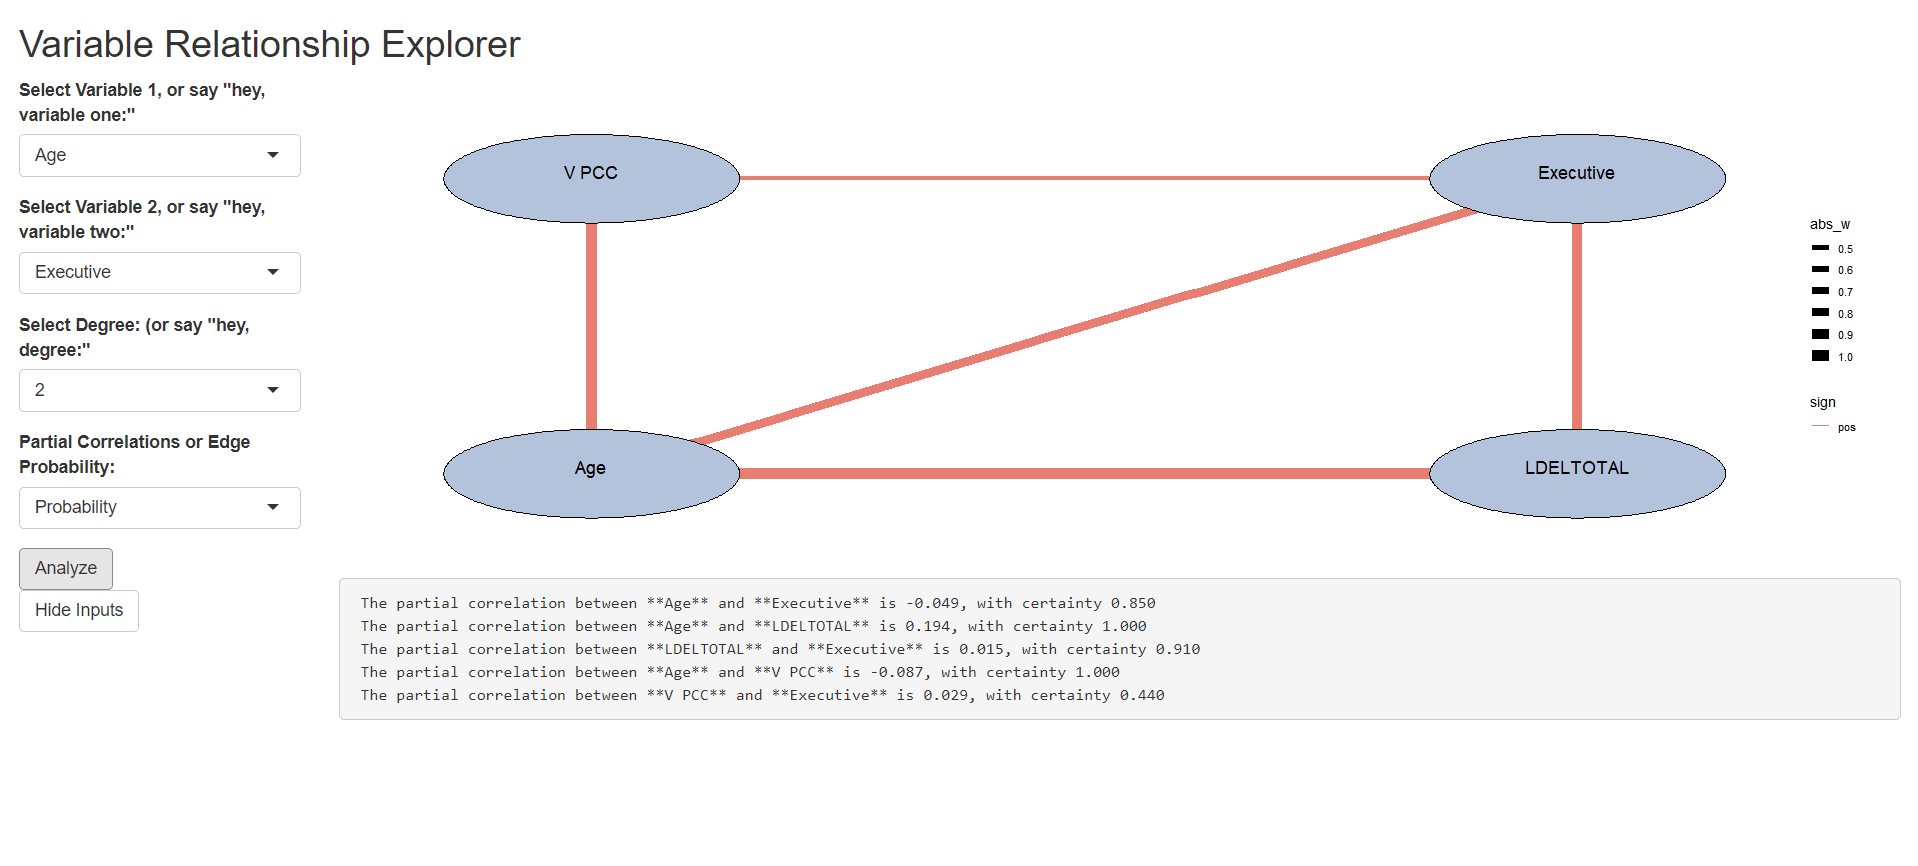 Variable Relationship Explorer
Select Variable 1, or say "hey,
variable one:"
Age
Select Variable 2, or say "hey,
variable two:"
Executive
Select Degree: (or say "hey,
degree:"
2
Partial Correlations or Edge
Probability:
Probability
Analyze
Hide Inputs
V PCC
Executive
Age
LDELTOTAL
abs_w
0.5
0.6
0.7
0.8
0.9
1.0
sign
pos
The partial correlation between **Age** and **Executive** is -0.049, with certainty 0.850
The partial correlation between **Age** and **LDELTOTAL** is 0.194, with certainty 1.000
The partial correlation between **LDELTOTAL** and **Executive** is 0.015, with certainty 0.910
The partial correlation between **Age** and **V PCC** is -0.087, with certainty 1.000
The partial correlation between **V PCC** and **Executive** is 0.029, with certainty 0.440